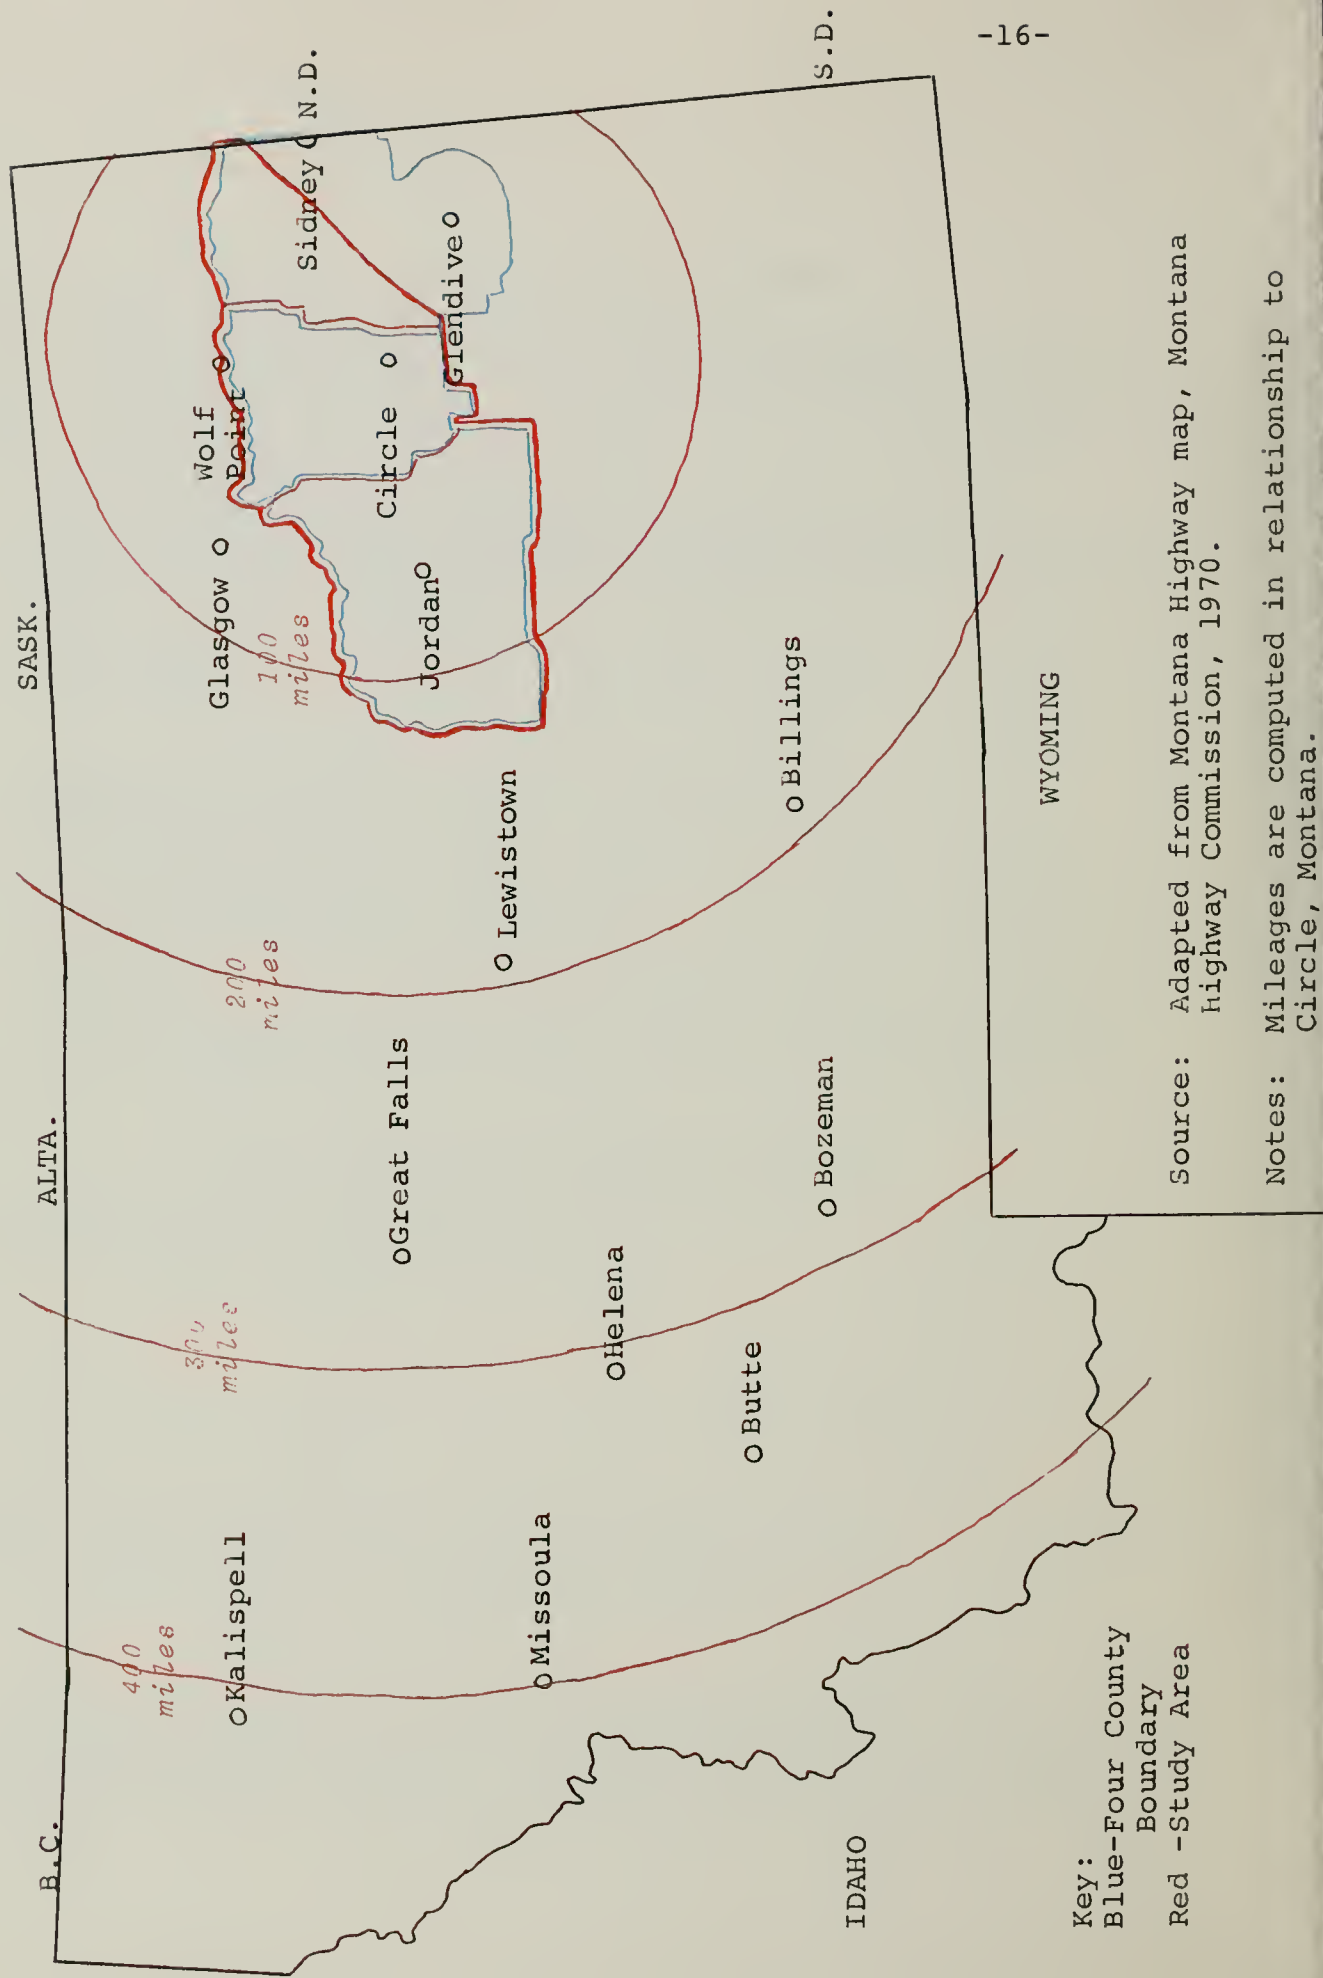 -16-
B.C.
ALTA.
SASK.
400
miles
300
miles
200
miles
100
miles
Kalispell
Great Falls
Glasgow
Wolf
Point
Sidney
N.D.
Missoula
Helena
Lewistown
Jordan
Circle
Glendive
Butte
Bozeman
Billings
S.D.
IDAHO
WYOMING
Key:
Blue-Four County
Boundary
Red -Study Area
Source: Adapted from Montana Highway map, Montana
Highway Commission, 1970.
Notes: Mileages are computed in relationship to
Circle, Montana.